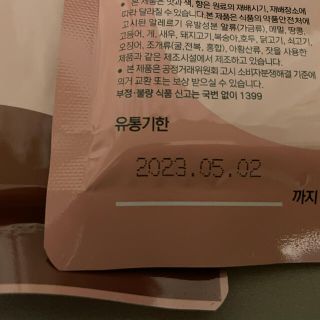 본 제품은 맛과 색, 향은 원료의 재배시기, 재배장소에
따라 달라질 수 있습니다. 본 제품은 식품의약품안전처에
고시된 알레르기 유발성분 알류(가금류), 메밀, 땅콩,
고등어, 게, 새우, 돼지고기, 복숭아, 호두, 닭고기, 쇠고기,
오징어, 조개류(굴, 전복, 홍합), 아황산류, 잣을 사용한
제품과 같은 제조시설에서 제조하고 있습니다.
본 제품은 공정거래위원회 고시 소비자분쟁해결 기준에
의거 교환 또는 보상 받으실 수 있습니다.
부정·불량 식품 신고는 국번 없이 1399
유통기한
2023.05.02
까지